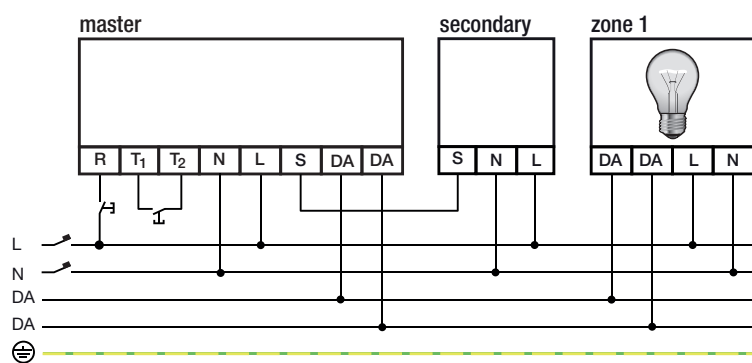 master secondary zone 1
R T₁ T₂ N L S DA DA S N L DA DA L N
L
N
DA
DA